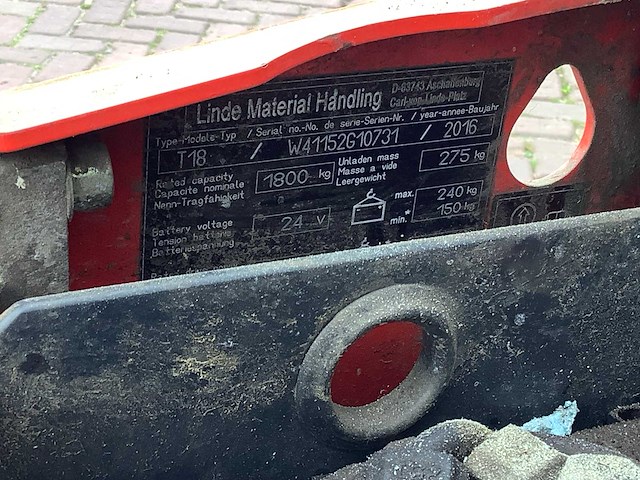 Linde Material Handling
D-63743 Aschaffenburg
Carl-von-Linde-Platz
Type-Modele-Typ / Serial no.-No. de serie-Serien-Nr. / year-annee-Baujahr
T18 / W41152G10731 / 2016
Rated capacity
Capacite nominale
Nenn-Tragfähigkeit
1800 kg
Unladen mass
Masse a vide
Leergewicht
275 kg
Battery voltage
Tension batterie
Batteriespannung
24 V
max. 240 kg
min.* 150 kg